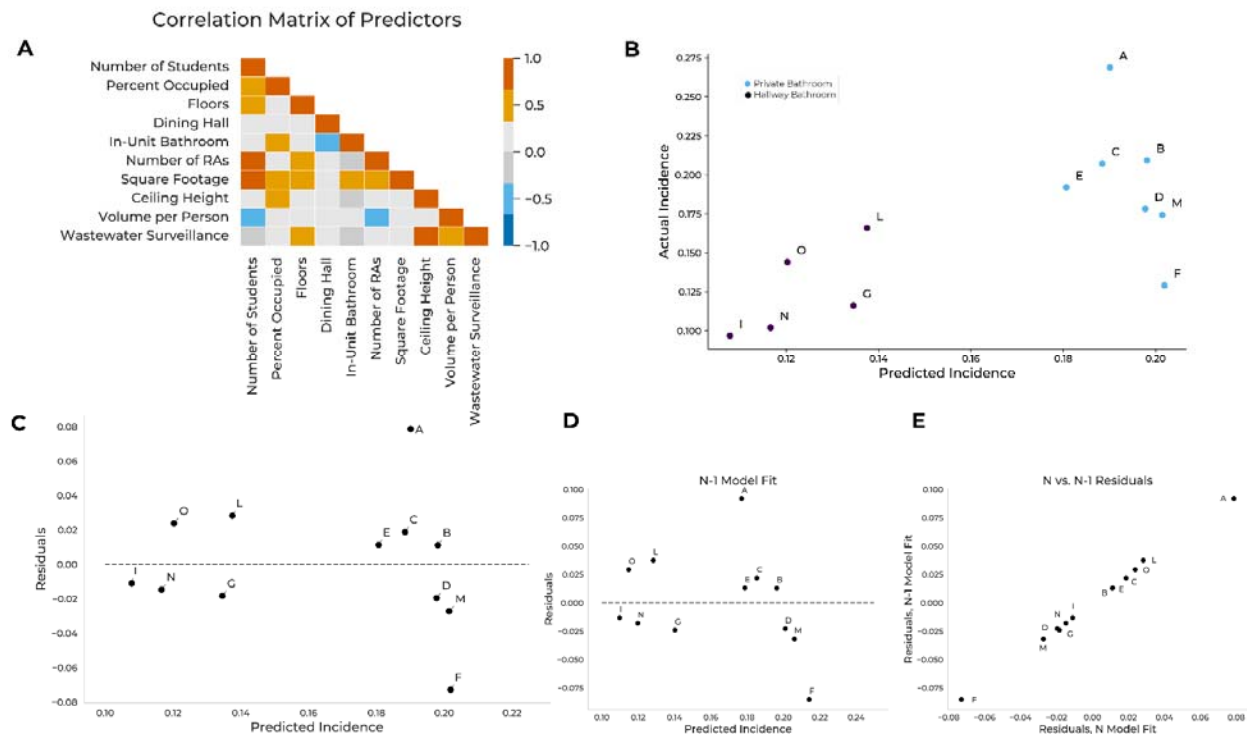 Correlation Matrix of Predictors
A
Number of Students
Percent Occupied
Floors
Dining Hall
In-Unit Bathroom
Number of RAs
Square Footage
Ceiling Height
Volume per Person
Wastewater Surveillance
Number of Students
Percent Occupied
Floors
Dining Hall
In-Unit Bathroom
Number of RAs
Square Footage
Ceiling Height
Volume per Person
Wastewater Surveillance
1.0
0.5
0.0
−0.5
−1.0
B
Actual Incidence
0.275
0.250
0.225
0.200
0.175
0.150
0.125
0.100
Private Bathroom
Hallway Bathroom
A
C
B
E
D
M
L
O
F
G
I
N
0.12
0.14
0.16
0.18
0.20
Predicted Incidence
C
Residuals
0.08
0.06
0.04
0.02
0.00
−0.02
−0.04
−0.06
−0.08
A
O
L
C
E
B
I
N
G
D
M
F
0.10
0.12
0.14
0.16
0.18
0.20
0.22
Predicted Incidence
D
N-1 Model Fit
Residuals
0.100
0.075
0.050
0.025
0.000
−0.025
−0.050
−0.075
A
L
O
C
E
B
I
N
G
D
M
F
0.10
0.12
0.14
0.16
0.18
0.20
0.22
0.24
Predicted Incidence
E
N vs. N-1 Residuals
Residuals, N-1 Model Fit
0.100
0.075
0.050
0.025
0.000
−0.025
−0.050
−0.075
A
L
O
C
B
E
I
N
D
G
M
F
−0.08
−0.06
−0.04
−0.02
0.00
0.02
0.04
0.06
0.08
Residuals, N Model Fit